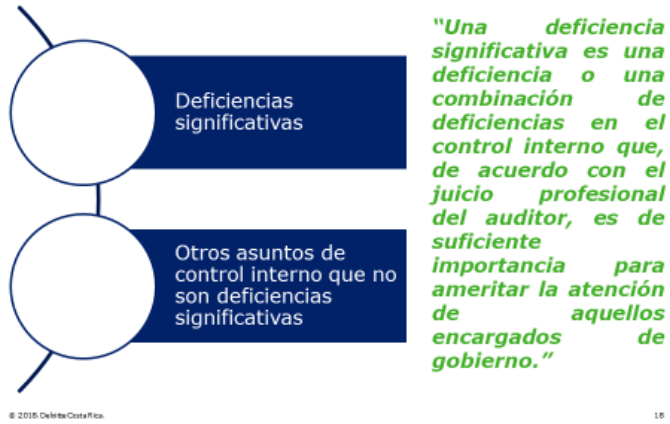 Deficiencias
significativas
Otros asuntos de
control interno que no
son deficiencias
significativas
“Una deficiencia
significativa es una
deficiencia o una
combinación de
deficiencias en el
control interno que,
de acuerdo con el
juicio profesional
del auditor, es de
suficiente
importancia para
ameritar la atención
de aquellos
encargados de
gobierno.”
© 2018. Deloitte Costa Rica.
18